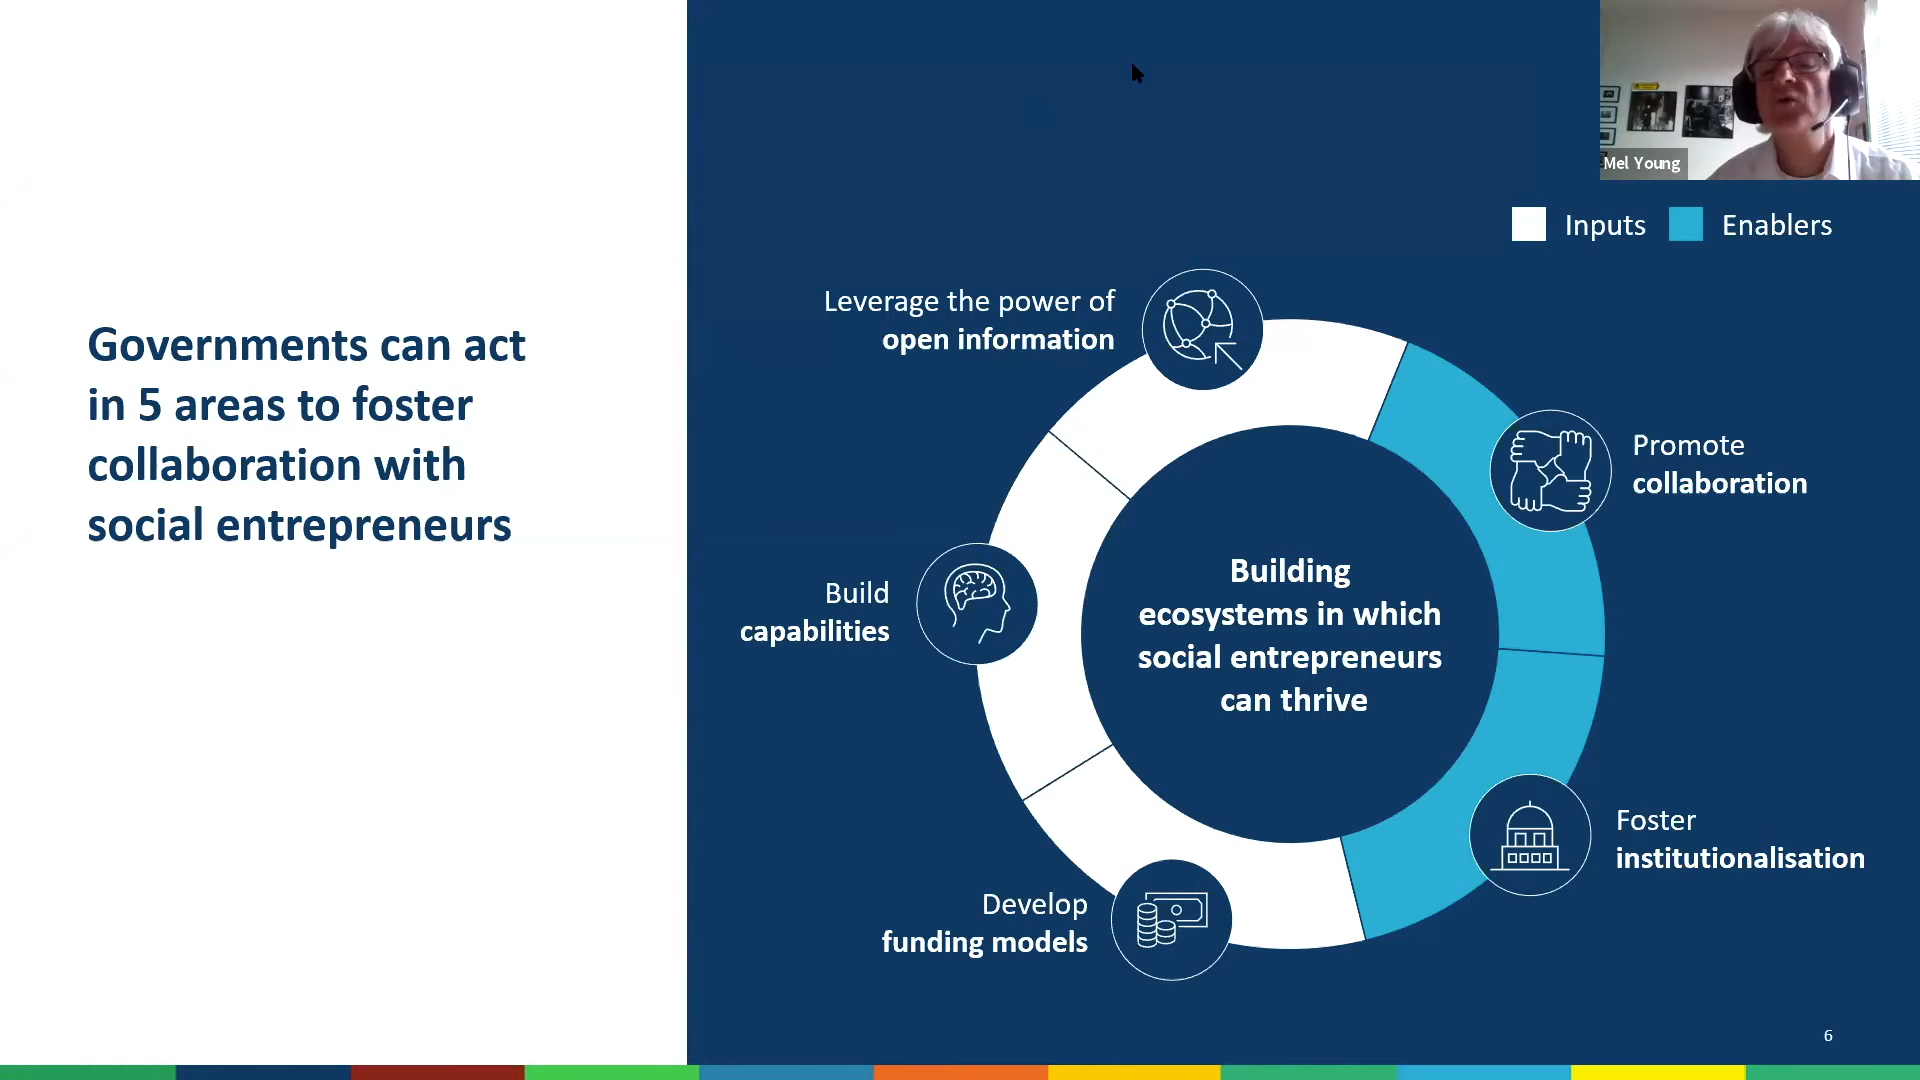 Governments can act
in 5 areas to foster
collaboration with
social entrepreneurs
Mel Young
Inputs
Enablers
Leverage the power of
open information
Promote
collaboration
Build
capabilities
Building
ecosystems in which
social entrepreneurs
can thrive
Foster
institutionalisation
Develop
funding models
6